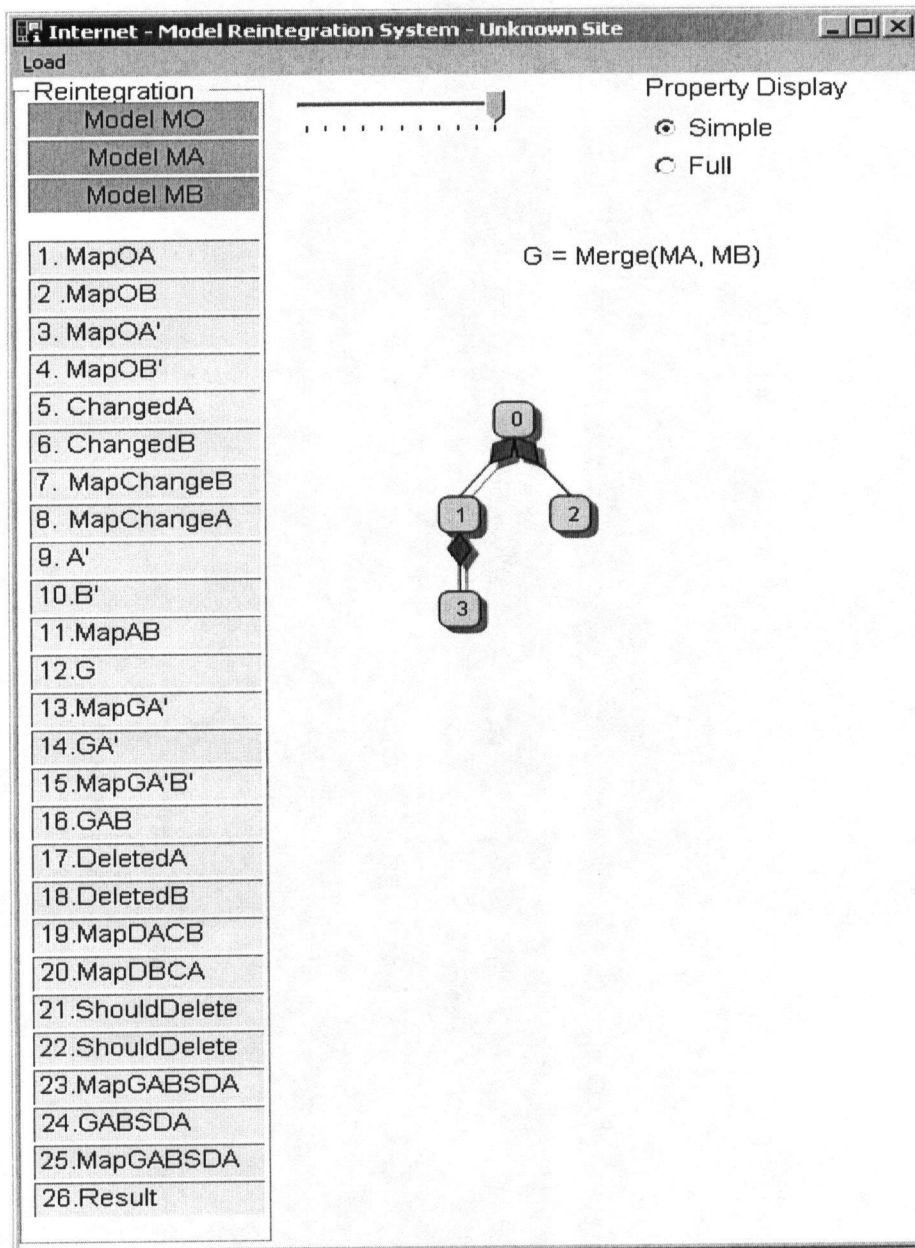 Internet - Model Reintegration System - Unknown Site
Load
Reintegration
Model MO
Model MA
Model MB
1. MapOA
2 .MapOB
3. MapOA'
4. MapOB'
5. ChangedA
6. ChangedB
7. MapChangeB
8. MapChangeA
9. A'
10.B'
11.MapAB
12.G
13.MapGA'
14.GA'
15.MapGA'B'
16.GAB
17.DeletedA
18.DeletedB
19.MapDACB
20.MapDBCA
21.ShouldDelete
22.ShouldDelete
23.MapGABSDA
24.GABSDA
25.MapGABSDA
26.Result
Property Display
Simple
Full
G = Merge(MA, MB)
0
1
2
3